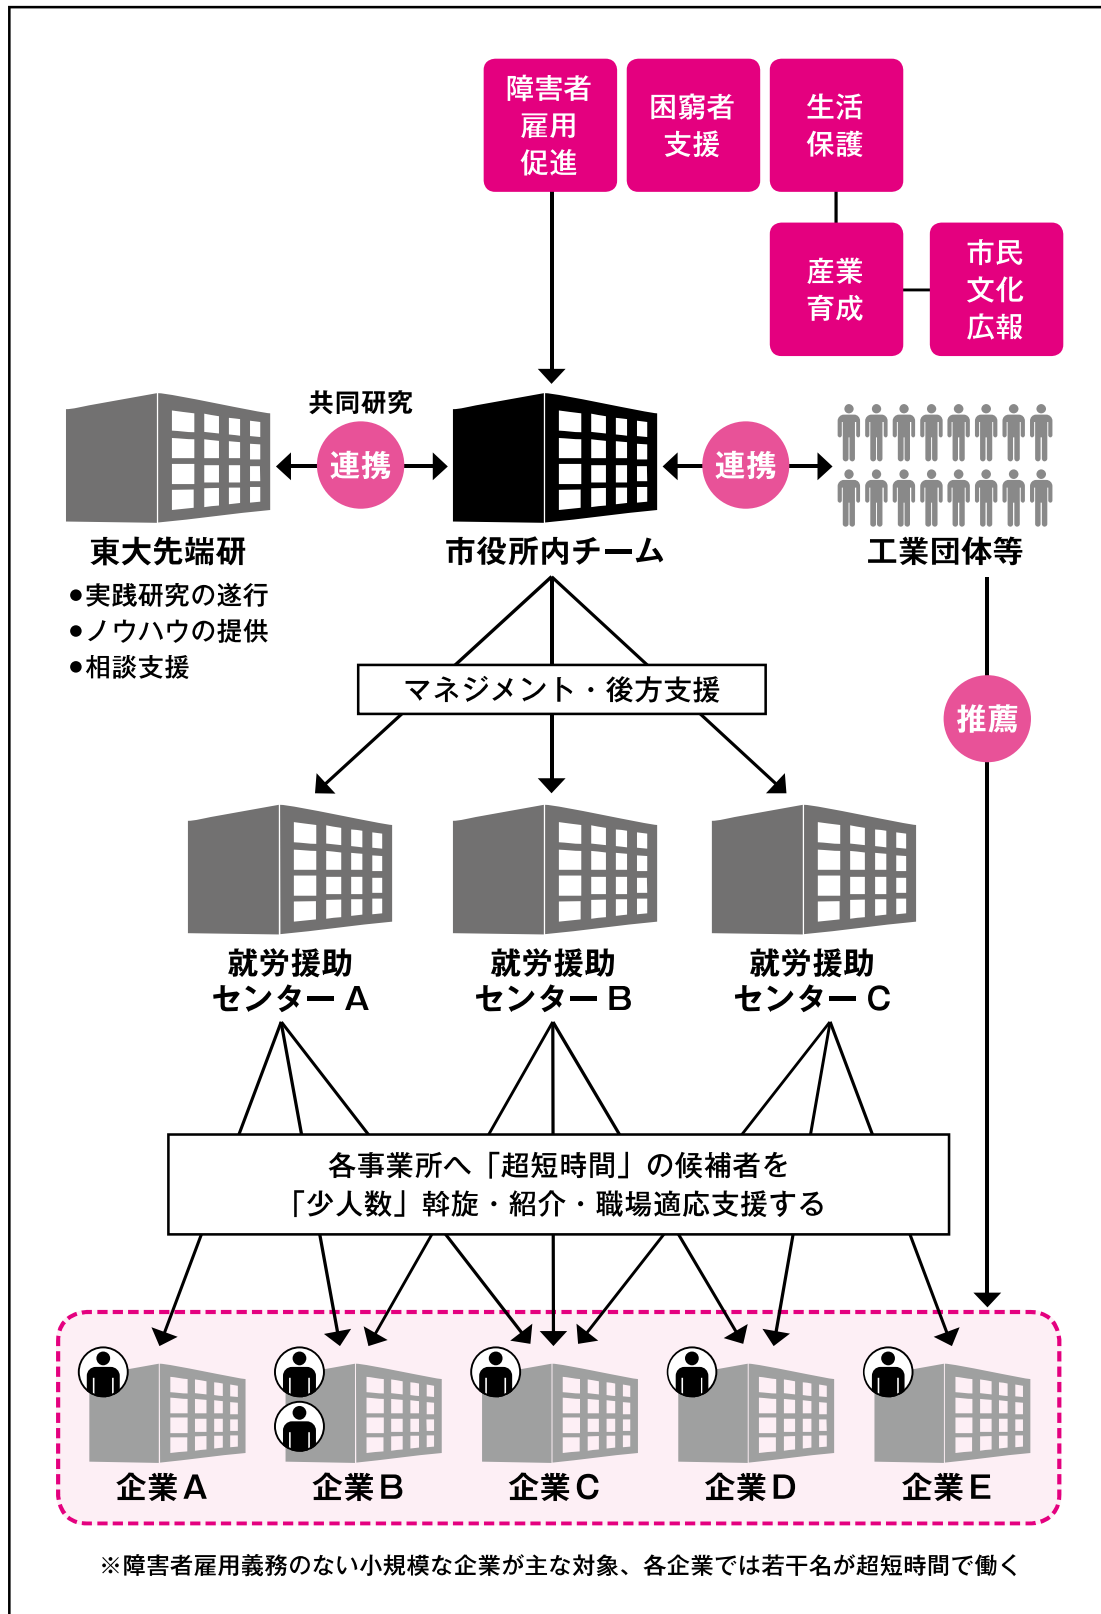 障害者
雇用
促進
困窮者
支援
生活
保護
産業
育成
市民
文化
広報
共同研究
連携
連携
東大先端研
●実践研究の遂行
●ノウハウの提供
●相談支援
市役所内チーム
工業団体等
マネジメント・後方支援
推薦
就労援助
センターA
就労援助
センターB
就労援助
センターC
各事業所へ「超短時間」の候補者を
「少人数」斡旋・紹介・職場適応支援する
企業A
企業B
企業C
企業D
企業E
※障害者雇用義務のない小規模な企業が主な対象、各企業では若干名が超短時間で働く